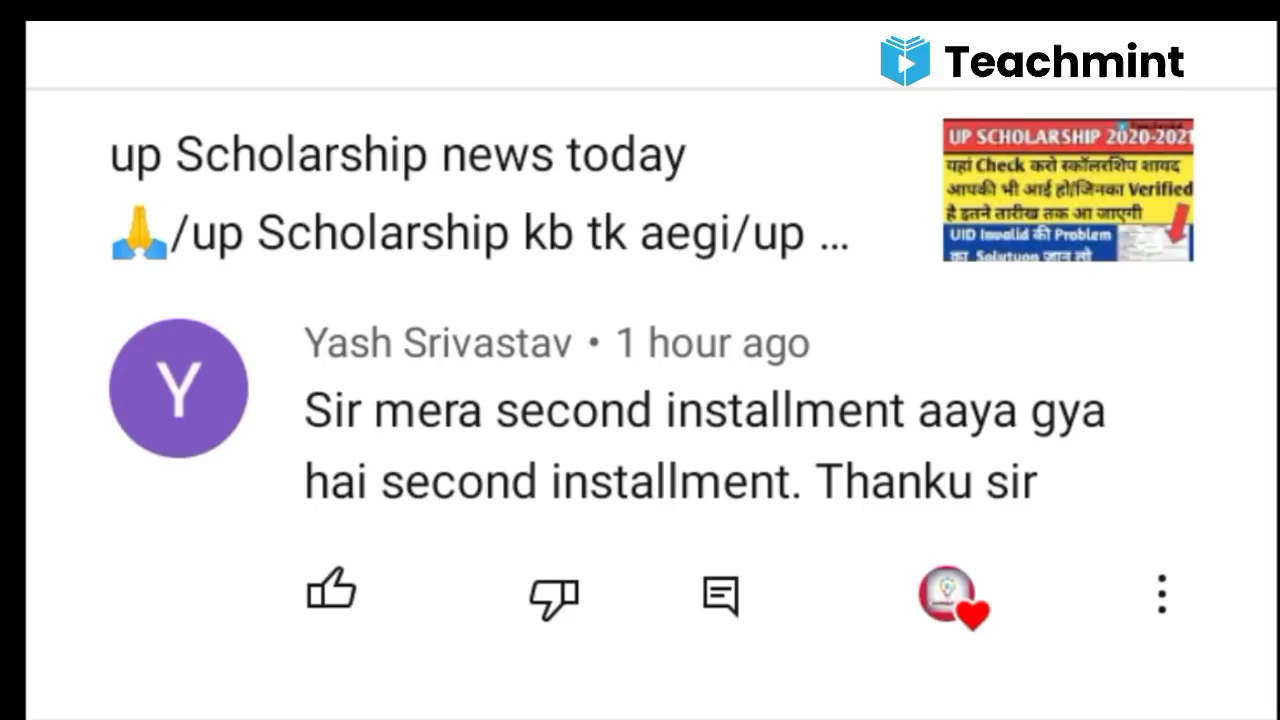 Teachmint
up Scholarship news today
🙏/up Scholarship kb tk aegi/up ...
UP SCHOLARSHIP 2020-2021
यहां Check करो स्कॉलरशिप शायद
आपकी भी आई हो/जिनका Verified
है इतने तारीख तक आ जाएगी
UID Invalid की Problem
का Solutuon जान लो
Y
Yash Srivastav • 1 hour ago
Sir mera second installment aaya gya
hai second installment. Thanku sir